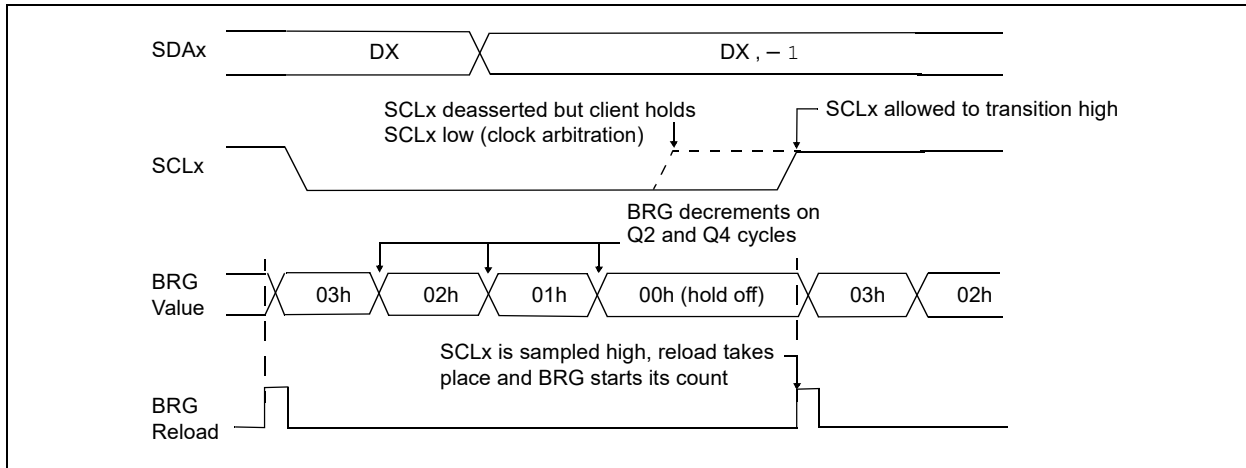 SDAx
DX
DX , – 1
SCLx deasserted but client holds
SCLx low (clock arbitration)
SCLx allowed to transition high
SCLx
BRG decrements on
Q2 and Q4 cycles
BRG
Value
03h
02h
01h
00h (hold off)
03h
02h
SCLx is sampled high, reload takes
place and BRG starts its count
BRG
Reload